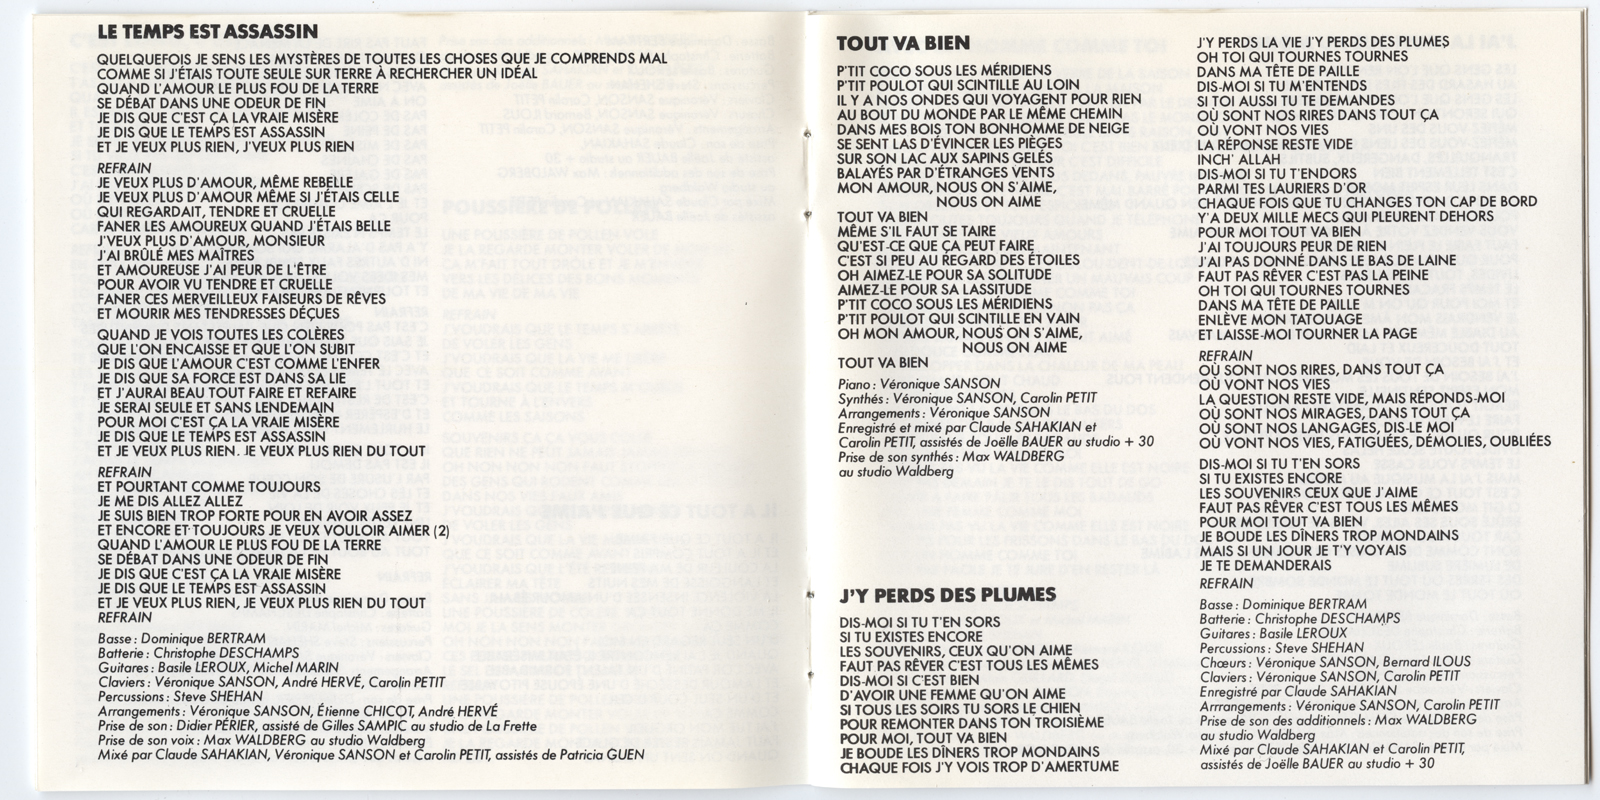 LE TEMPS EST ASSASSIN
QUELQUEFOIS JE SENS LES MYSTÈRES DE TOUTES LES CHOSES QUE JE COMPRENDS MAL
COMME SI J'ÉTAIS TOUTE SEULE SUR TERRE À RECHERCHER UN IDÉAL
QUAND L'AMOUR LE PLUS FOU DE LA TERRE
SE DÉBAT DANS UNE ODEUR DE FIN
JE DIS QUE C'EST ÇA LA VRAIE MISÈRE
JE DIS QUE LE TEMPS EST ASSASSIN
ET JE VEUX PLUS RIEN, J'VEUX PLUS RIEN
REFRAIN
JE VEUX PLUS D'AMOUR, MÊME REBELLE
JE VEUX PLUS D'AMOUR MÊME SI J'ÉTAIS CELLE
QUI REGARDAIT, TENDRE ET CRUELLE
FANER LES AMOUREUX QUAND J'ÉTAIS BELLE
J'VEUX PLUS D'AMOUR, MONSIEUR
J'AI BRÛLÉ MES MAÎTRES
ET AMOUREUSE J'AI PEUR DE L'ÊTRE
POUR AVOIR VU TENDRE ET CRUELLE
FANER CES MERVEILLEUX FAISEURS DE RÊVES
ET MOURIR MES TENDRESSES DÉÇUES
QUAND JE VOIS TOUTES LES COLÈRES
QUE L'ON ENCAISSE ET QUE L'ON SUBIT
JE DIS QUE L'AMOUR C'EST COMME L'ENFER
JE DIS QUE SA FORCE EST DANS SA LIE
ET J'AURAI BEAU TOUT FAIRE ET REFAIRE
JE SERAI SEULE ET SANS LENDEMAIN
POUR MOI C'EST ÇA LA VRAIE MISÈRE
JE DIS QUE LE TEMPS EST ASSASSIN
ET JE VEUX PLUS RIEN. JE VEUX PLUS RIEN DU TOUT
REFRAIN
ET POURTANT COMME TOUJOURS
JE ME DIS ALLEZ ALLEZ
JE SUIS BIEN TROP FORTE POUR EN AVOIR ASSEZ
ET ENCORE ET TOUJOURS JE VEUX VOULOIR AIMER (2)
QUAND L'AMOUR LE PLUS FOU DE LA TERRE
SE DÉBAT DANS UNE ODEUR DE FIN
JE DIS QUE C'EST ÇA LA VRAIE MISÈRE
JE DIS QUE LE TEMPS EST ASSASSIN
ET JE VEUX PLUS RIEN, JE VEUX PLUS RIEN DU TOUT
REFRAIN
Basse : Dominique BERTRAM
Batterie : Christophe DESCHAMPS
Guitares : Basile LEROUX, Michel MARIN
Claviers : Véronique SANSON, André HERVÉ, Carolin PETIT
Percussions : Steve SHEHAN
Arrangements : Véronique SANSON, Étienne CHICOT, André HERVÉ
Prise de son : Didier PÉRIER, assisté de Gilles SAMPIC au studio de La Frette
Prise de son voix : Max WALDBERG au studio Waldberg
Mixé par Claude SAHAKIAN, Véronique SANSON et Carolin PETIT, assistés de Patricia GUEN
TOUT VA BIEN
P'TIT COCO SOUS LES MÉRIDIENS
P'TIT POULOT QUI SCINTILLE AU LOIN
IL Y A NOS ONDES QUI VOYAGENT POUR RIEN
AU BOUT DU MONDE PAR LE MÊME CHEMIN
DANS MES BOIS TON BONHOMME DE NEIGE
SE SENT LAS D'ÉVINCER LES PIÈGES
SUR SON LAC AUX SAPINS GELÉS
BALAYÉS PAR D'ÉTRANGES VENTS
MON AMOUR, NOUS ON S'AIME,
NOUS ON AIME
TOUT VA BIEN
MÊME S'IL FAUT SE TAIRE
QU'EST-CE QUE ÇA PEUT FAIRE
C'EST SI PEU AU REGARD DES ÉTOILES
OH AIMEZ-LE POUR SA SOLITUDE
AIMEZ-LE POUR SA LASSITUDE
P'TIT COCO SOUS LES MÉRIDIENS
P'TIT POULOT QUI SCINTILLE EN VAIN
OH MON AMOUR, NOUS ON S'AIME,
NOUS ON AIME
TOUT VA BIEN
Piano : Véronique SANSON
Synthés : Véronique SANSON, Carolin PETIT
Arrangements : Véronique SANSON
Enregistré et mixé par Claude SAHAKIAN et
Carolin PETIT, assistés de Joëlle BAUER au studio + 30
Prise de son synthés : Max WALDBERG
au studio Waldberg
J'Y PERDS DES PLUMES
DIS-MOI SI TU T'EN SORS
SI TU EXISTES ENCORE
LES SOUVENIRS, CEUX QU'ON AIME
FAUT PAS RÊVER C'EST TOUS LES MÊMES
DIS-MOI SI C'EST BIEN
D'AVOIR UNE FEMME QU'ON AIME
SI TOUS LES SOIRS TU SORS LE CHIEN
POUR REMONTER DANS TON TROISIÈME
POUR MOI, TOUT VA BIEN
JE BOUDE LES DÎNERS TROP MONDAINS
CHAQUE FOIS J'Y VOIS TROP D'AMERTUME
J'Y PERDS LA VIE J'Y PERDS DES PLUMES
OH TOI QUI TOURNES TOURNES
DANS MA TÊTE DE PAILLE
DIS-MOI SI TU M'ENTENDS
SI TOI AUSSI TU TE DEMANDES
OÙ SONT NOS RIRES DANS TOUT ÇA
OÙ VONT NOS VIES
LA RÉPONSE RESTE VIDE
INCH' ALLAH
DIS-MOI SI TU T'ENDORS
PARMI TES LAURIERS D'OR
CHAQUE FOIS QUE TU CHANGES TON CAP DE BORD
Y'A DEUX MILLE MECS QUI PLEURENT DEHORS
POUR MOI TOUT VA BIEN
J'AI TOUJOURS PEUR DE RIEN
J'AI PAS DONNÉ DANS LE BAS DE LAINE
FAUT PAS RÊVER C'EST PAS LA PEINE
OH TOI QUI TOURNES TOURNES
DANS MA TÊTE DE PAILLE
ENLÈVE MON TATOUAGE
ET LAISSE-MOI TOURNER LA PAGE
REFRAIN
OÙ SONT NOS RIRES, DANS TOUT ÇA
OÙ VONT NOS VIES
LA QUESTION RESTE VIDE, MAIS RÉPONDS-MOI
OÙ SONT NOS MIRAGES, DANS TOUT ÇA
OÙ SONT NOS LANGAGES, DIS-LE MOI
OÙ VONT NOS VIES, FATIGUÉES, DÉMOLIES, OUBLIÉES
DIS-MOI SI TU T'EN SORS
SI TU EXISTES ENCORE
LES SOUVENIRS CEUX QUE J'AIME
FAUT PAS RÊVER C'EST TOUS LES MÊMES
POUR MOI TOUT VA BIEN
JE BOUDE LES DÎNERS TROP MONDAINS
MAIS SI UN JOUR JE T'Y VOYAIS
JE TE DEMANDERAIS
REFRAIN
Basse : Dominique BERTRAM
Batterie : Christophe DESCHAMPS
Guitares : Basile LEROUX
Percussions : Steve SHEHAN
Chœurs : Véronique SANSON, Bernard ILOUS
Claviers : Véronique SANSON, Carolin PETIT
Enregistré par Claude SAHAKIAN
Arrrangements : Véronique SANSON, Carolin PETIT
Prise de son des additionnels : Max WALDBERG
au studio Waldberg
Mixé par Claude SAHAKIAN et Carolin PETIT,
assistés de Joëlle BAUER au studio + 30